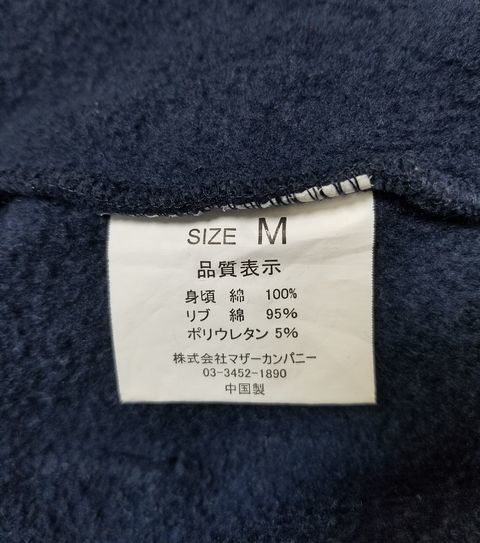 SIZE M
品質表示
身頃 綿 100%
リブ 綿 95%
ポリウレタン 5%
株式会社マザーカンパニー
03-3452-1890
中国製